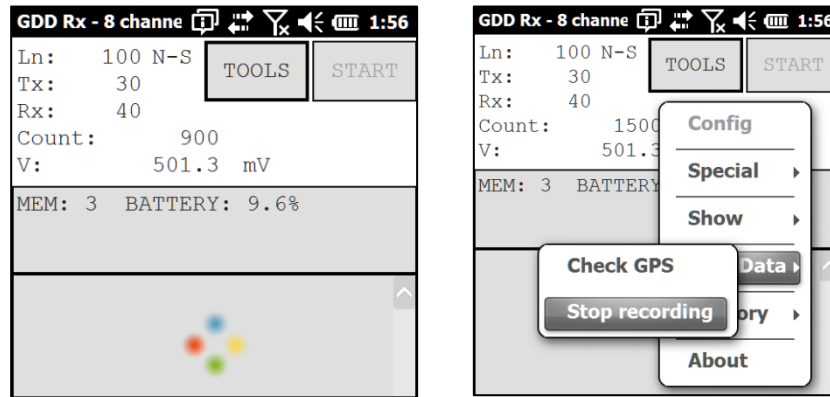 GDD Rx - 8 channe 1:56
Ln: 100 N-S
TOOLS
START
Tx: 30
Rx: 40
Count: 900
V: 501.3 mV
MEM: 3 BATTERY: 9.6%
GDD Rx - 8 channe 1:56
Ln: 100 N-S
TOOLS
START
Tx: 30
Rx: 40
Count: 1500
V: 501.3
MEM: 3 BATTERY
Config
Special
Show
Data
ory
About
Check GPS
Stop recording